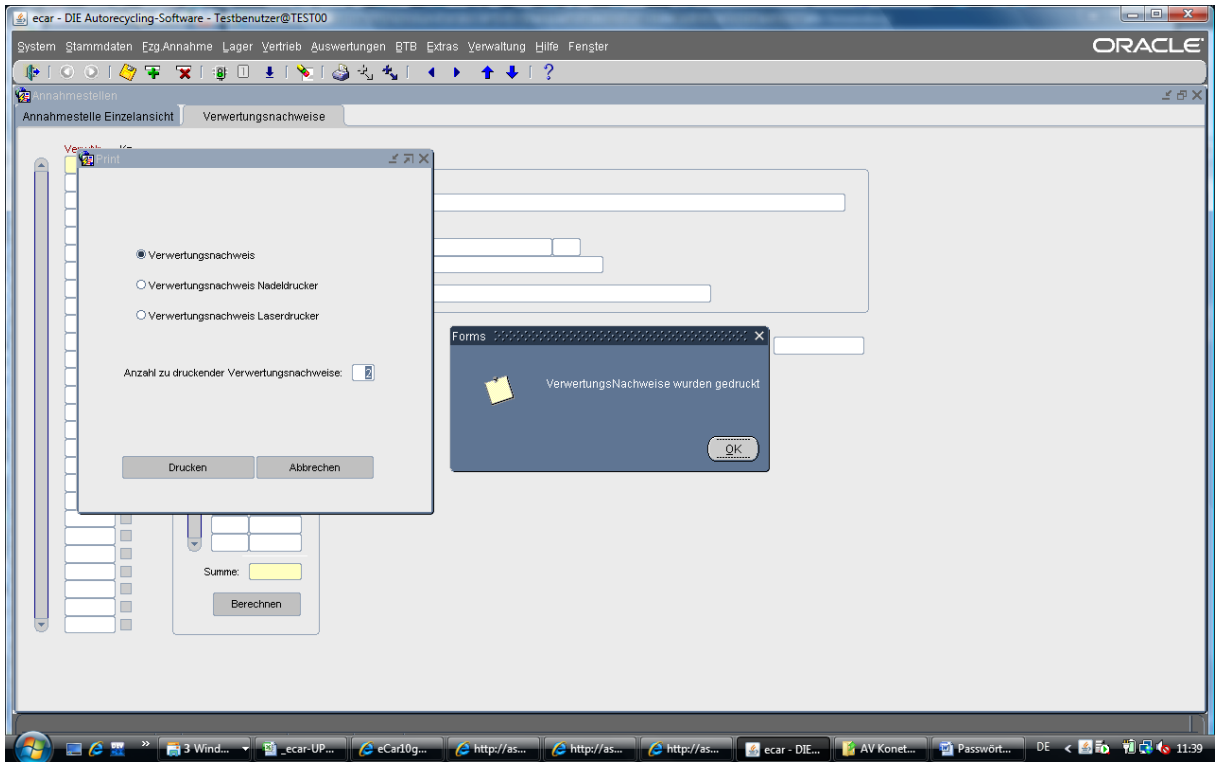 ecar - DIE Autorecycling-Software - Testbenutzer@TEST00
System Stammdaten Fzg.Annahme Lager Vertrieb Auswertungen BTB Extras Verwaltung Hilfe Fenster ORACLE
Annahmestellen
Annahmestelle Einzelansicht Verwertungsnachweise
Print
Verwertungsnachweis
Verwertungsnachweis Nadeldrucker
Verwertungsnachweis Laserdrucker
Forms
VerwertungsNachweise wurden gedruckt
Anzahl zu druckender Verwertungsnachweise: 2
OK
Drucken Abbrechen
Summe:
Berechnen
3 Wind... _ecar-UP... eCar10g... http://as... http://as... http://as... ecar - DIE... AV Konet... Passwört... DE 11:39